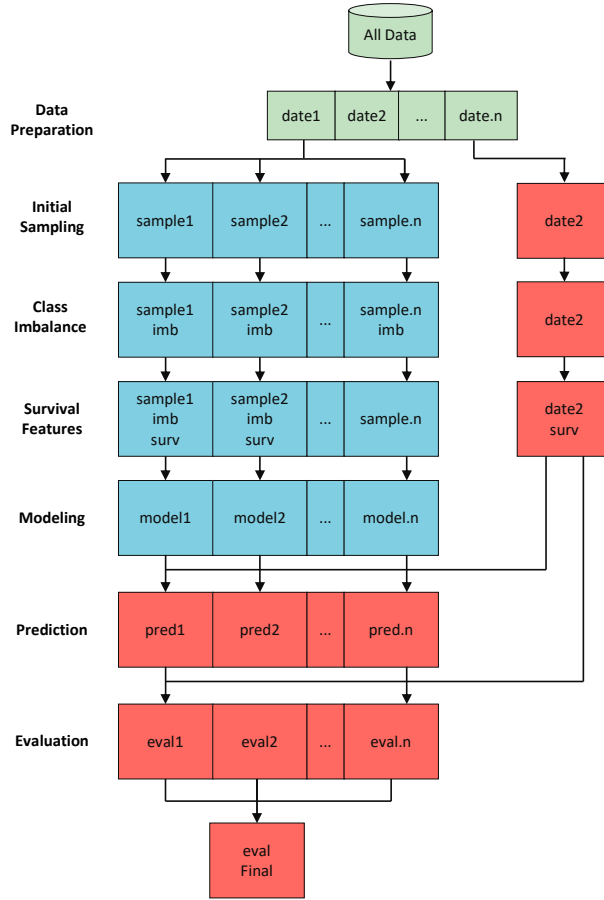 All Data
Data
Preparation
date1
date2
...
date.n
Initial
Sampling
sample1
sample2
...
sample.n
date2
Class
Imbalance
sample1
imb
sample2
imb
...
sample.n
imb
date2
Survival
Features
sample1
imb
surv
sample2
imb
surv
...
sample.n
date2
surv
Modeling
model1
model2
...
model.n
Prediction
pred1
pred2
...
pred.n
Evaluation
eval1
eval2
...
eval.n
eval
Final